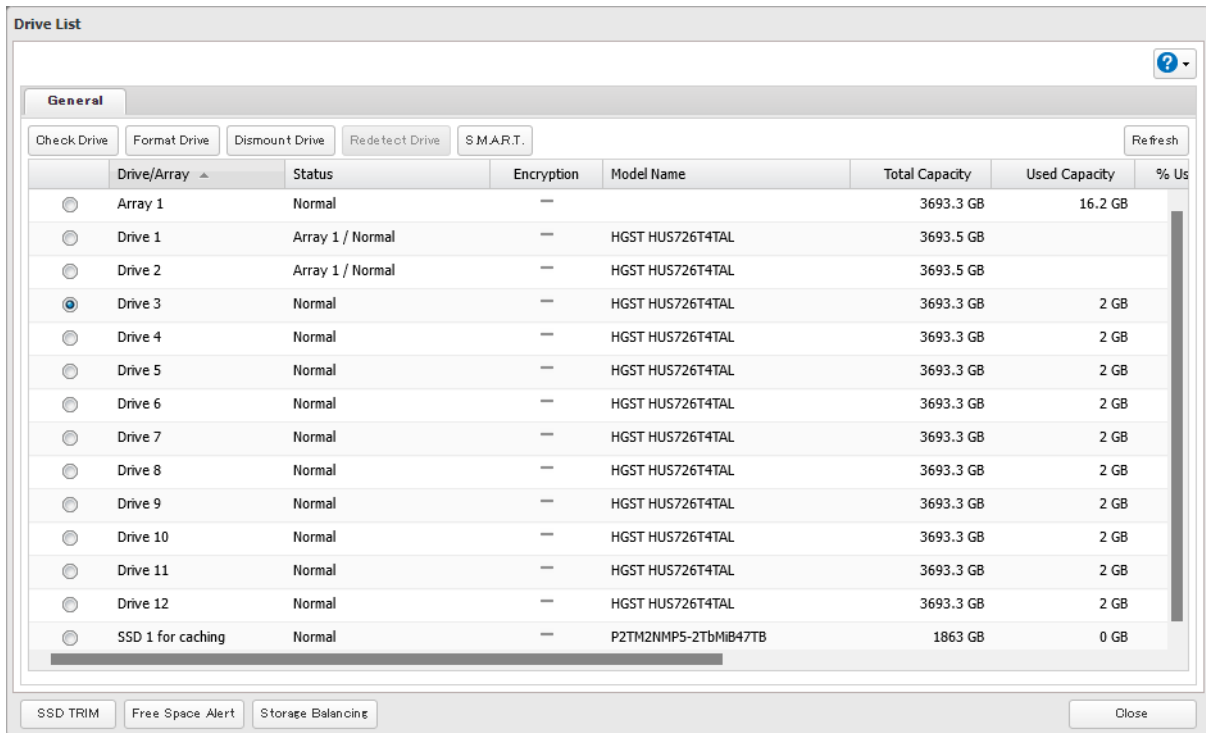 Drive List
General
Check Drive Format Drive Dismount Drive Redetect Drive S.M.A.R.T. Refresh
Drive/Array Status Encryption Model Name Total Capacity Used Capacity % Us
Array 1 Normal — 3693.3 GB 16.2 GB
Drive 1 Array 1 / Normal — HGST HUS726T4TAL 3693.5 GB
Drive 2 Array 1 / Normal — HGST HUS726T4TAL 3693.5 GB
Drive 3 Normal — HGST HUS726T4TAL 3693.3 GB 2 GB
Drive 4 Normal — HGST HUS726T4TAL 3693.3 GB 2 GB
Drive 5 Normal — HGST HUS726T4TAL 3693.3 GB 2 GB
Drive 6 Normal — HGST HUS726T4TAL 3693.3 GB 2 GB
Drive 7 Normal — HGST HUS726T4TAL 3693.3 GB 2 GB
Drive 8 Normal — HGST HUS726T4TAL 3693.3 GB 2 GB
Drive 9 Normal — HGST HUS726T4TAL 3693.3 GB 2 GB
Drive 10 Normal — HGST HUS726T4TAL 3693.3 GB 2 GB
Drive 11 Normal — HGST HUS726T4TAL 3693.3 GB 2 GB
Drive 12 Normal — HGST HUS726T4TAL 3693.3 GB 2 GB
SSD 1 for caching Normal — P2TM2NMP5-2TbMiB47TB 1863 GB 0 GB
SSD TRIM Free Space Alert Storage Balancing Close